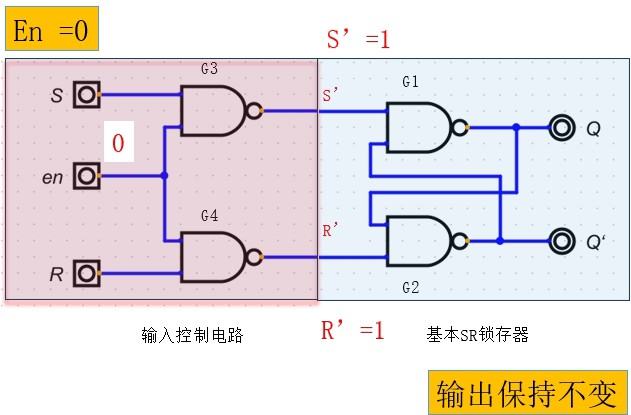 En =0
S’ =1
G3
G1
S
S’
0
Q
en
G4
R’
Q‘
R
G2
输入控制电路
R’ =1
基本SR锁存器
输出保持不变